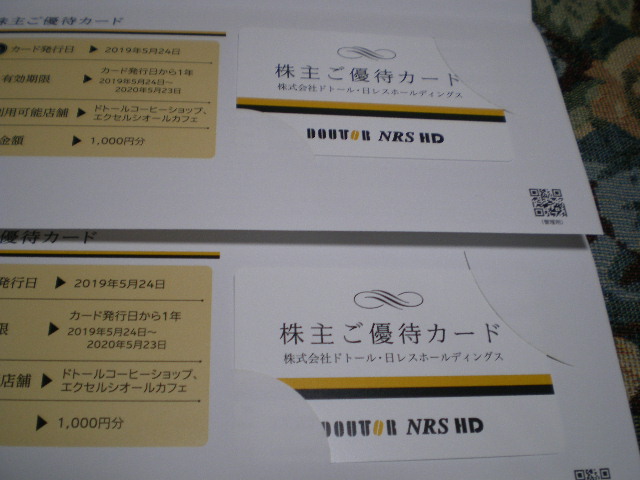 株主ご優待カード
カード発行日 ▶ 2019年5月24日
有効期限 ▶ カード発行日から1年
2019年5月24日～
2020年5月23日
利用可能店舗 ▶ ドトールコーヒーショップ、
エクセルシオールカフェ
金額 ▶ 1,000円分
株主ご優待カード
株式会社ドトール・日レスホールディングス
DOUTOR NRS HD
(管理用)
優待カード
発行日 ▶ 2019年5月24日
限 ▶ カード発行日から1年
2019年5月24日～
2020年5月23日
店舗 ▶ ドトールコーヒーショップ、
エクセルシオールカフェ
▶ 1,000円分
株主ご優待カード
株式会社ドトール・日レスホールディングス
DOUTOR NRS HD